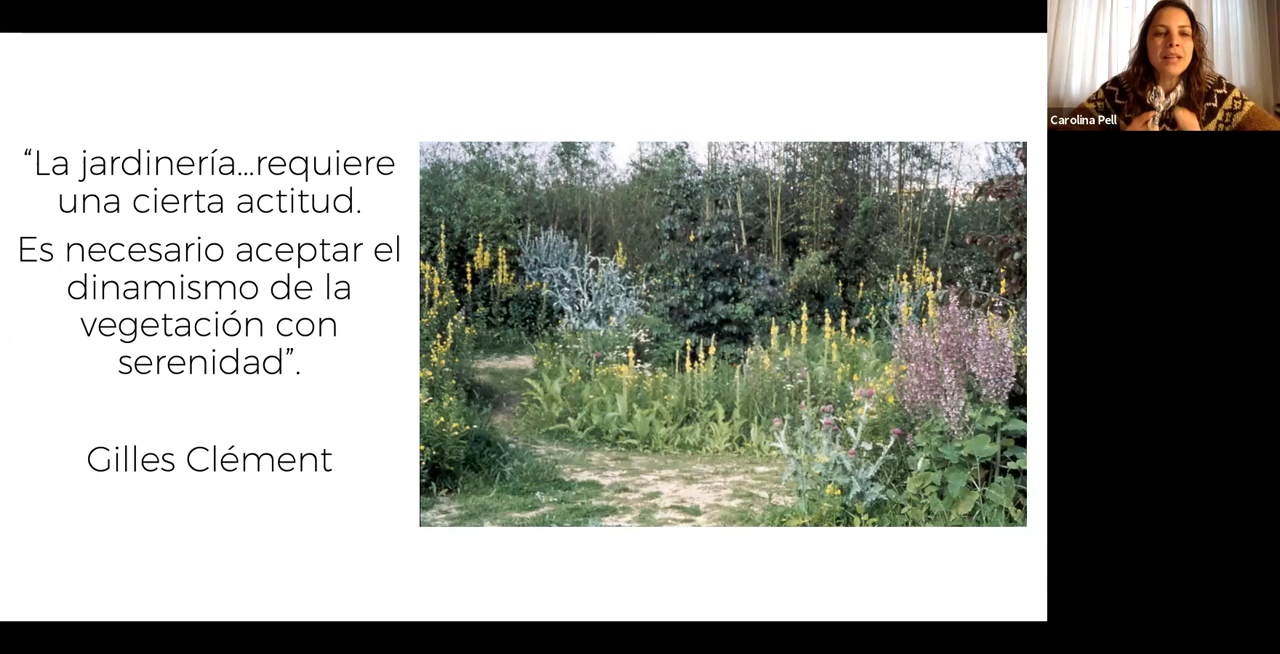 “La jardinería...requiere
una cierta actitud.
Es necesario aceptar el
dinamismo de la
vegetación con
serenidad”.
Gilles Clément
Carolina Pell